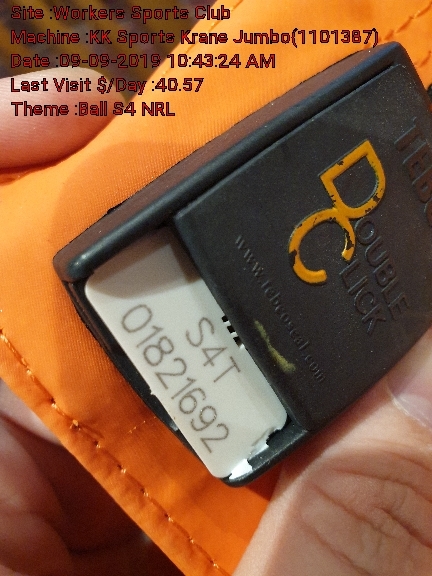 Site :Workers Sports Club
Machine :KK Sports Krane Jumbo(1101387)
Date :09-09-2019 10:43:24 AM
Last Visit $/Day :40.57
Theme :Ball S4 NRL
DOUBLE
CLICK
S4T
01821692